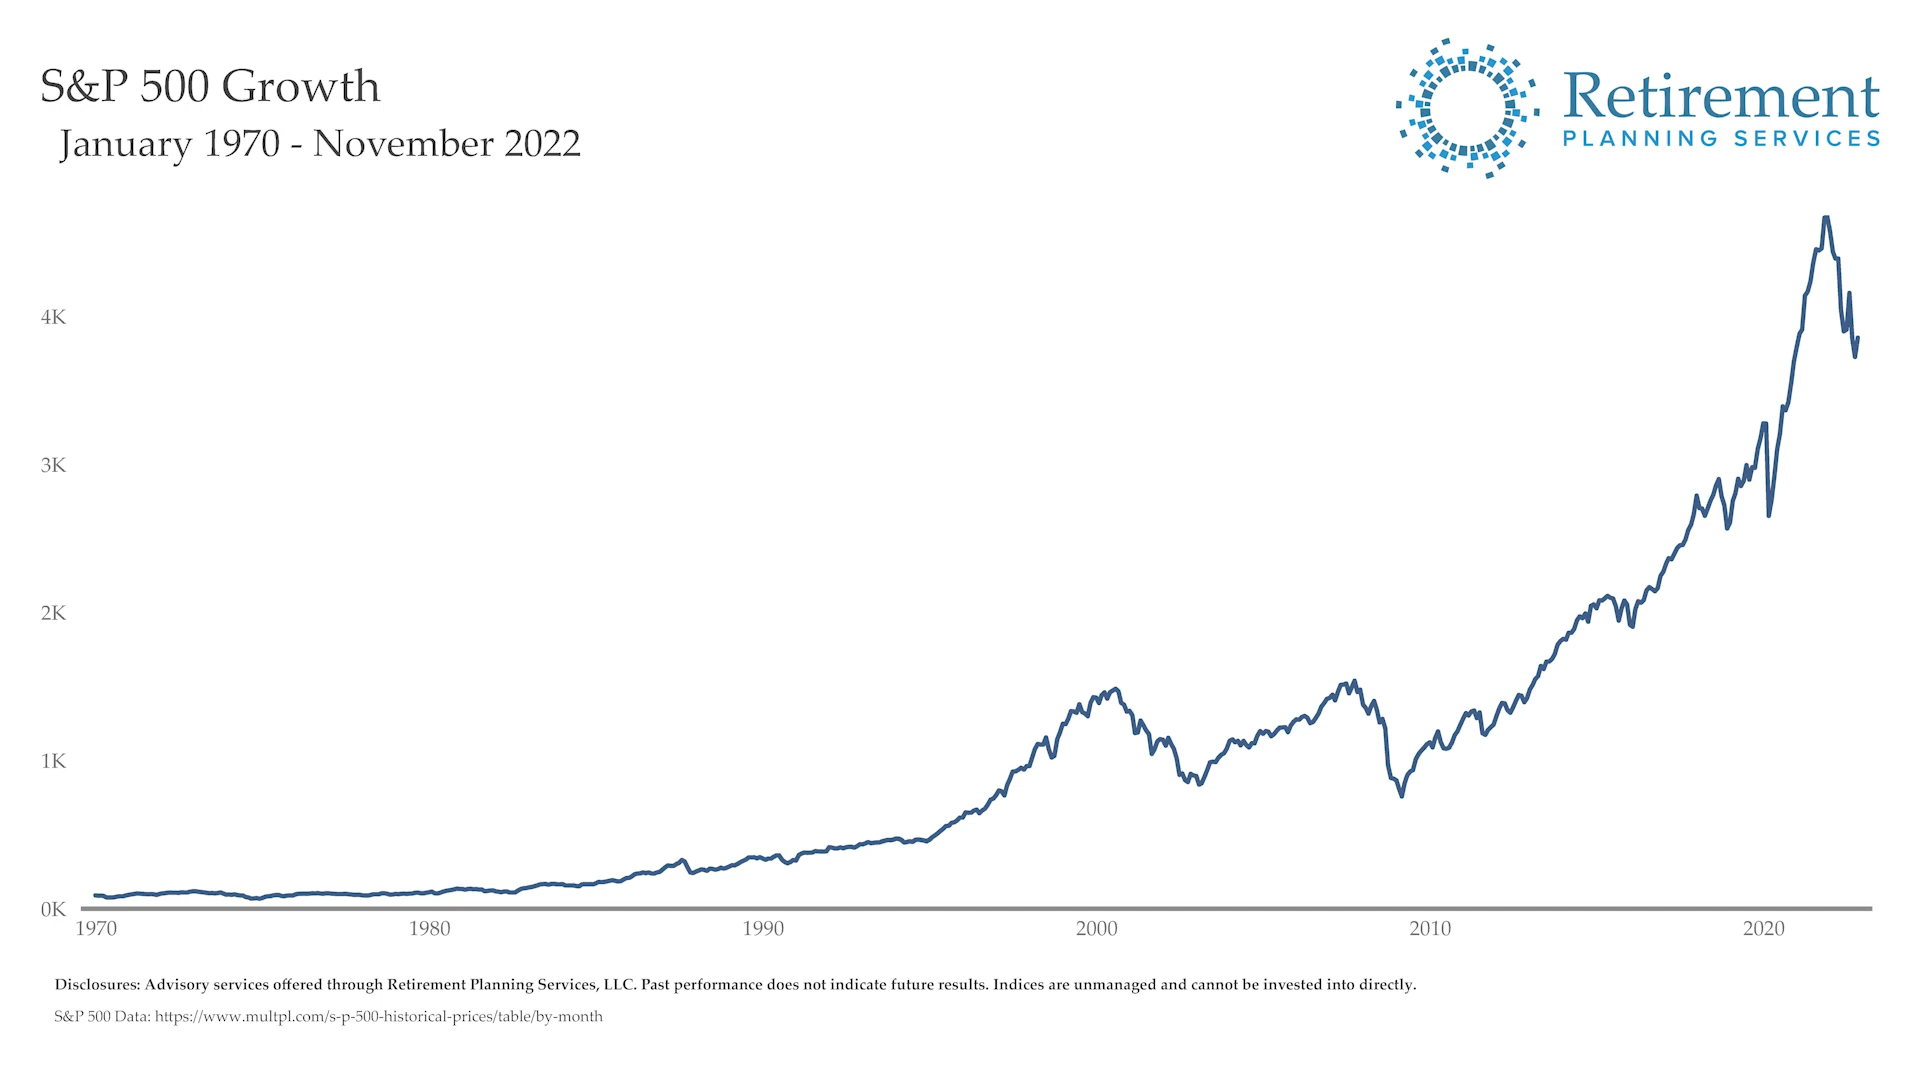 S&P 500 Growth
January 1970 - November 2022
Retirement
PLANNING SERVICES
4K
3K
2K
1K
0K
1970 1980 1990 2000 2010 2020
Disclosures: Advisory services offered through Retirement Planning Services, LLC. Past performance does not indicate future results. Indices are unmanaged and cannot be invested into directly.
S&P 500 Data: https://www.multpl.com/s-p-500-historical-prices/table/by-month